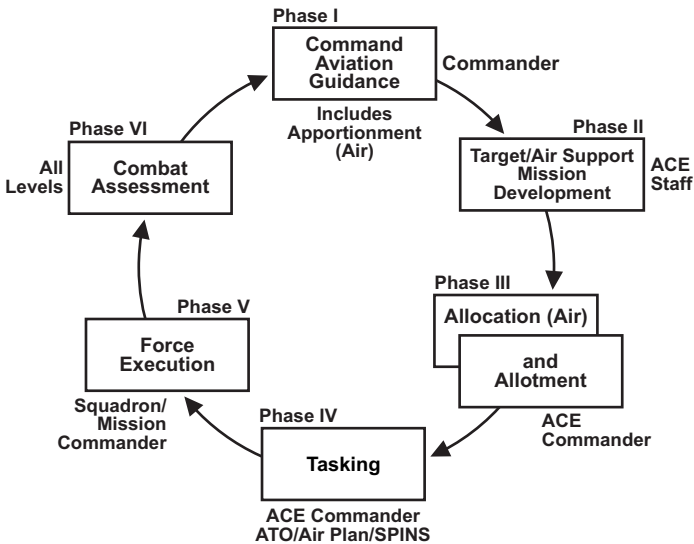 Phase I
Command
Aviation
Guidance
Commander
Includes
Apportionment
(Air)
Phase II
Target/Air Support
Mission
Development
ACE
Staff
Phase III
Allocation (Air)
and
Allotment
ACE
Commander
Phase IV
Tasking
ACE Commander
ATO/Air Plan/SPINS
Phase V
Force
Execution
Squadron/
Mission
Commander
Phase VI
All
Levels
Combat
Assessment